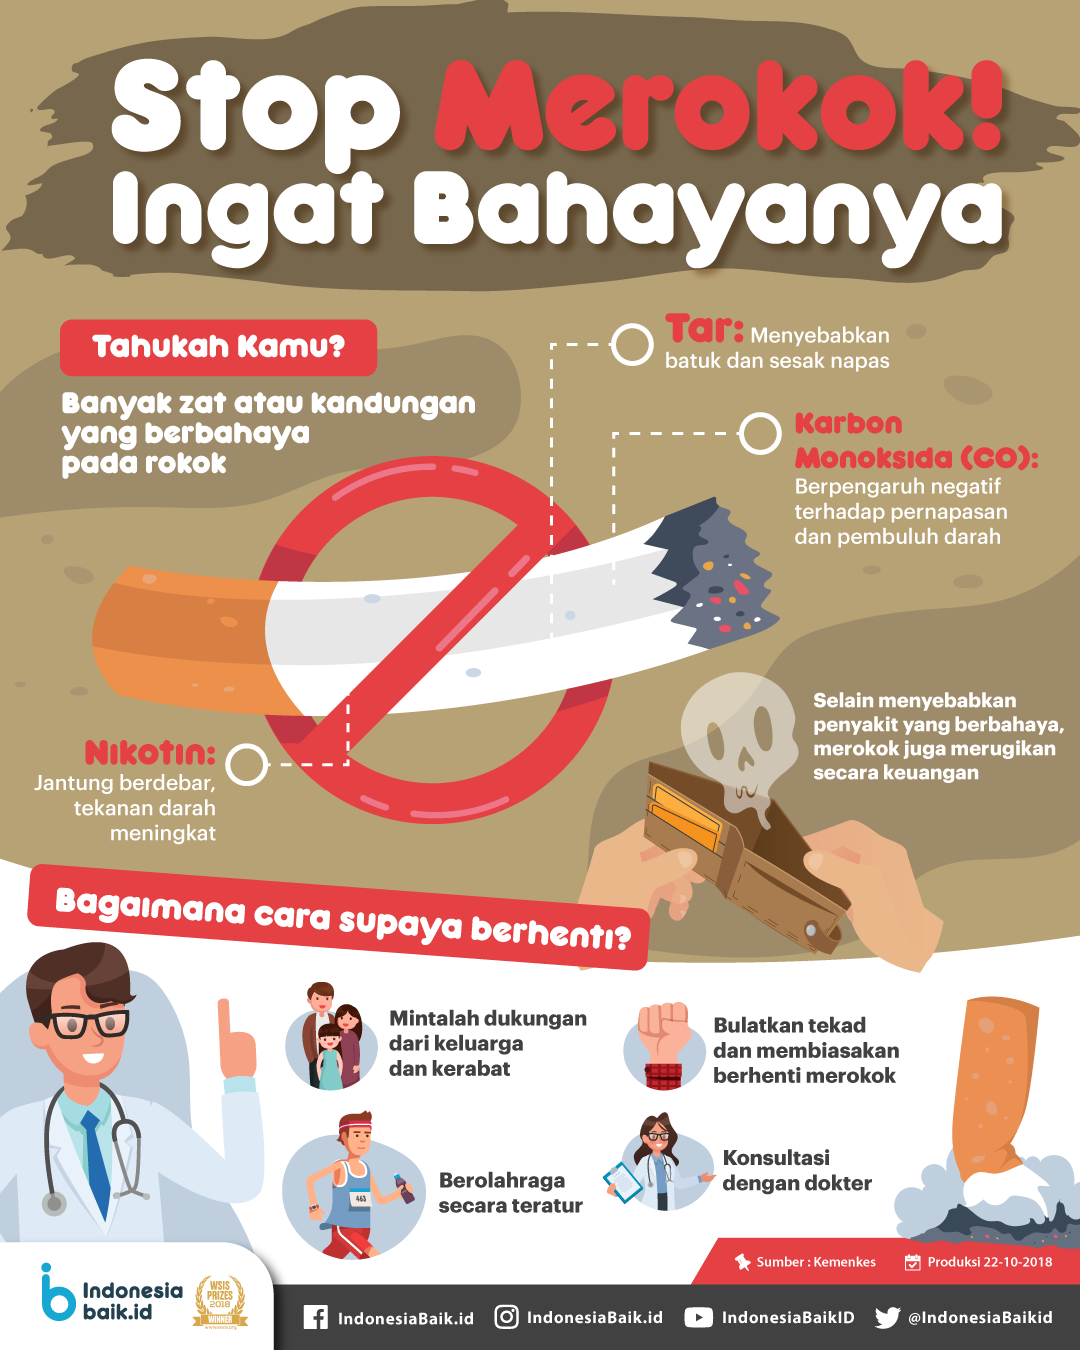 Stop Merokok!
Ingat Bahayanya
Tahukah Kamu?
Banyak zat atau kandungan
yang berbahaya
pada rokok
Tar: Menyebabkan
batuk dan sesak napas
Karbon
Monoksida (CO):
Berpengaruh negatif
terhadap pernapasan
dan pembuluh darah
Nikotin:
Jantung berdebar,
tekanan darah
meningkat
Selain menyebabkan
penyakit yang berbahaya,
merokok juga merugikan
secara keuangan
Bagaimana cara supaya berhenti?
Mintalah dukungan
dari keluarga
dan kerabat
Bulatkan tekad
dan membiasakan
berhenti merokok
463
Berolahraga
secara teratur
Konsultasi
dengan dokter
Sumber : Kemenkes
Produksi 22-10-2018
Indonesia
baik.id
WSIS
PRIZES
2018
WINNER
IndonesiaBaik.id
IndonesiaBaik.id
IndonesiaBaikID
@IndonesiaBaikid